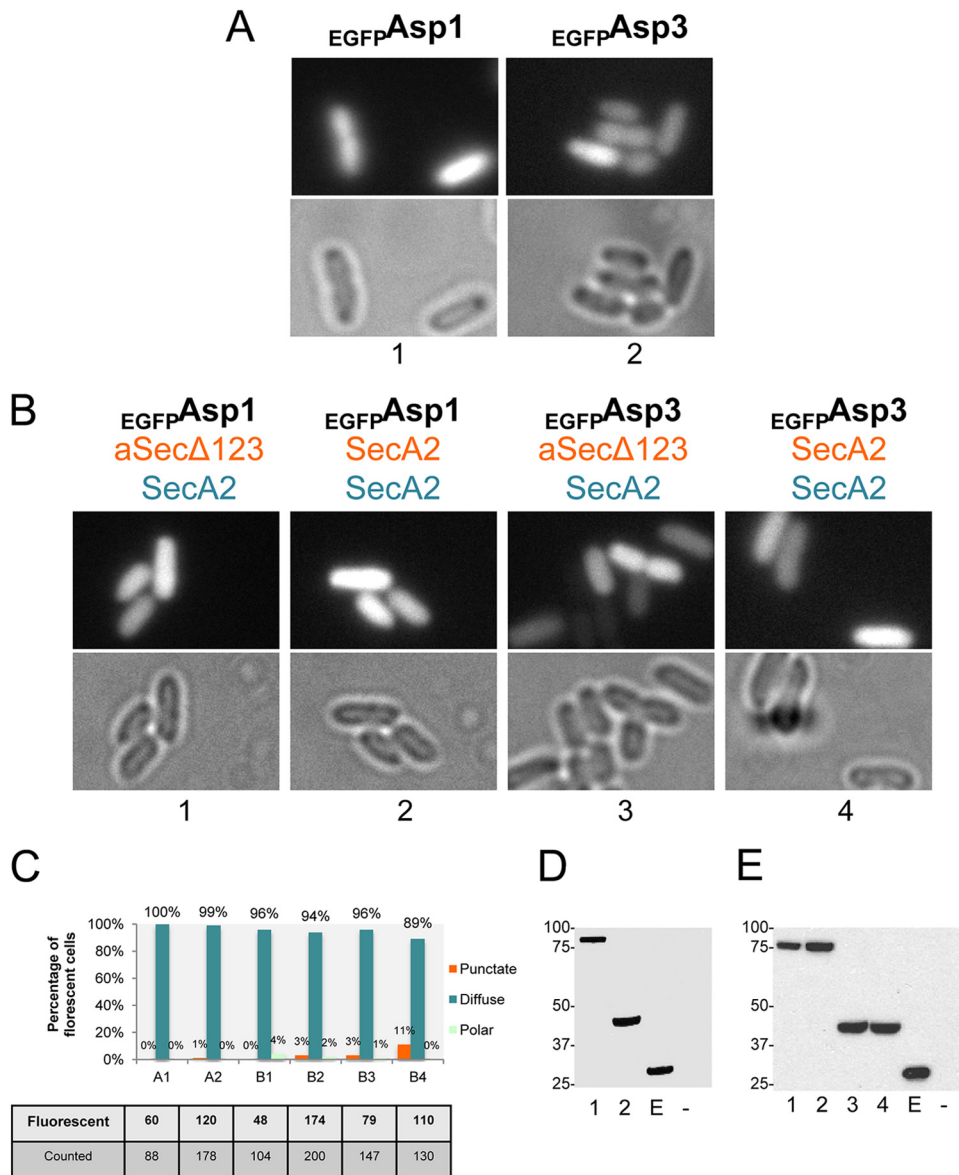 A
EGFPAsp1 EGFPAsp3
1 2
B
EGFPAsp1 EGFPAsp1 EGFPAsp3 EGFPAsp3
aSecΔ123 SecA2 aSecΔ123 SecA2
SecA2 SecA2 SecA2 SecA2
1 2 3 4
C
Percentage of
florescent cells
100%
80%
60%
40%
20%
0%
100% 99% 96% 94% 96% 89%
0% 0% 1% 0% 0% 4% 3% 2% 3% 1% 11% 0%
A1 A2 B1 B2 B3 B4
Punctate
Diffuse
Polar
Fluorescent 60 120 48 174 79 110
Counted 88 178 104 200 147 130
D
100-
75-
50-
37-
25-
1 2 E -
E
100-
75-
50-
37-
25-
1 2 3 4 E -